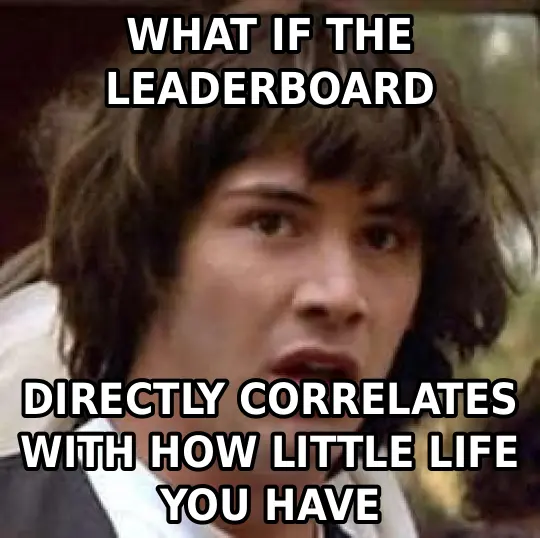 WHAT IF THE
LEADERBOARD
DIRECTLY CORRELATES
WITH HOW LITTLE LIFE
YOU HAVE